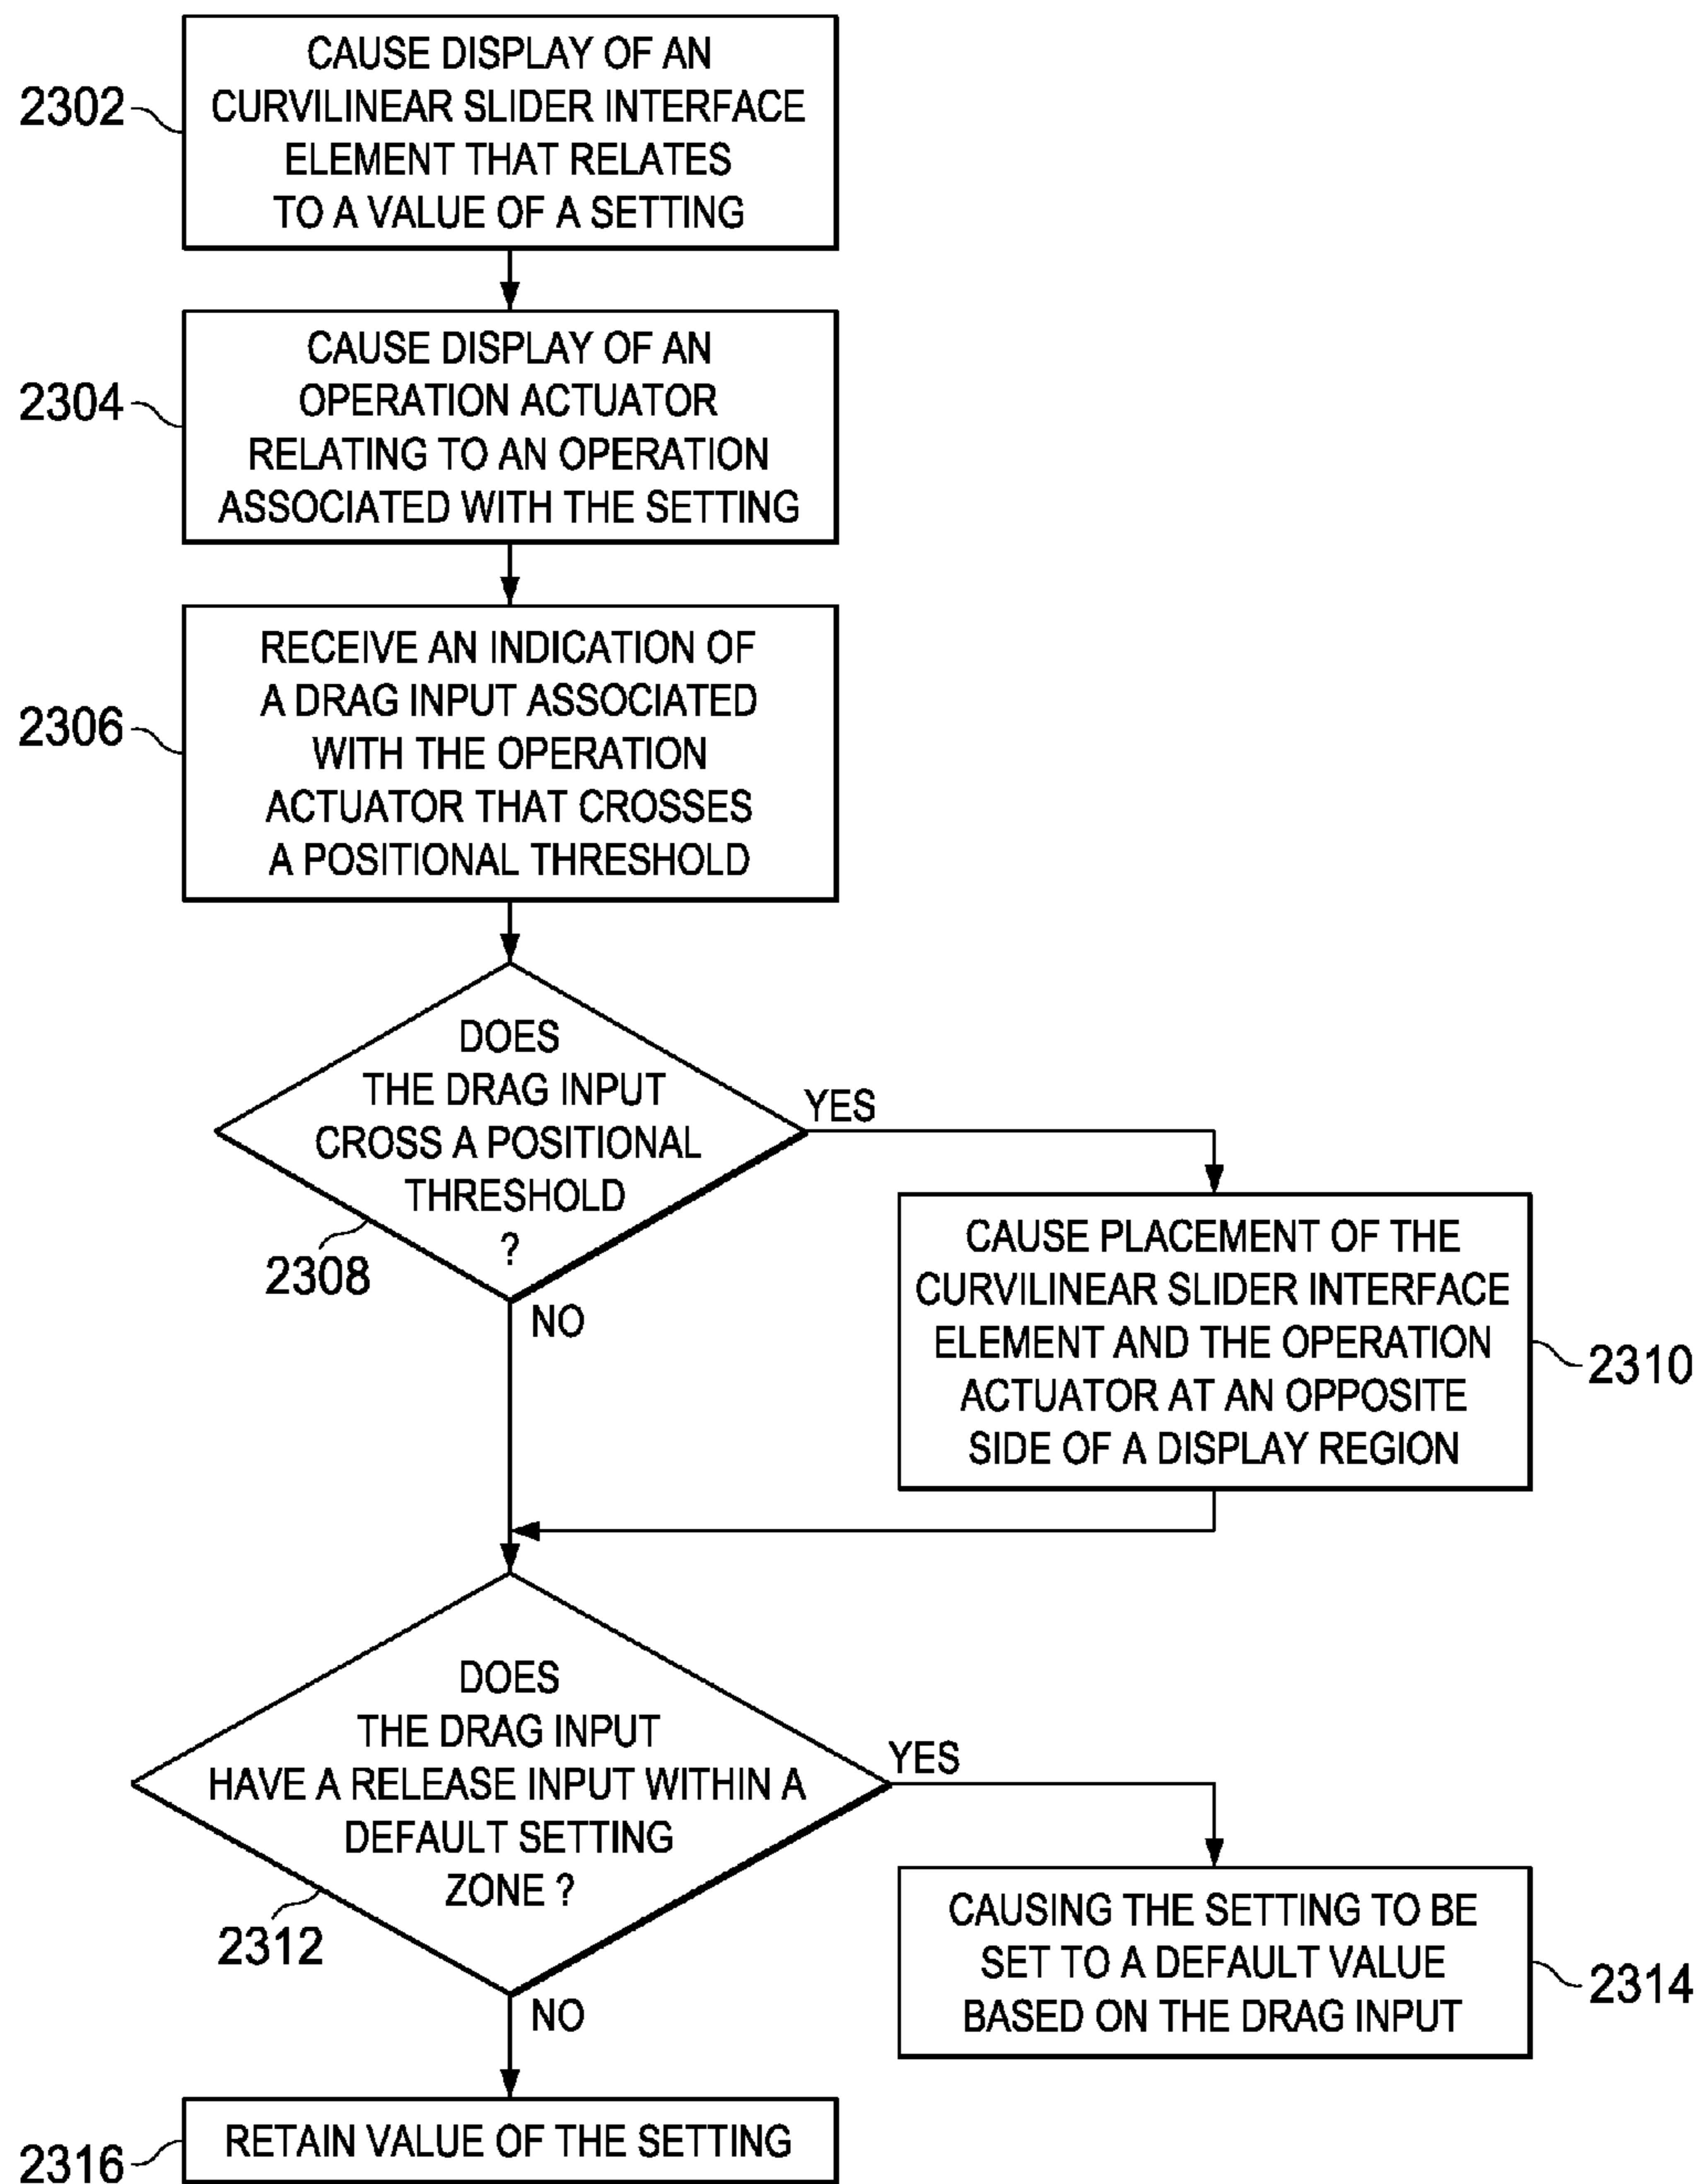 2302
CAUSE DISPLAY OF AN
CURVILINEAR SLIDER INTERFACE
ELEMENT THAT RELATES
TO A VALUE OF A SETTING
2304
CAUSE DISPLAY OF AN
OPERATION ACTUATOR
RELATING TO AN OPERATION
ASSOCIATED WITH THE SETTING
2306
RECEIVE AN INDICATION OF
A DRAG INPUT ASSOCIATED
WITH THE OPERATION
ACTUATOR THAT CROSSES
A POSITIONAL THRESHOLD
DOES
THE DRAG INPUT
CROSS A POSITIONAL
THRESHOLD
?
2308
YES
NO
CAUSE PLACEMENT OF THE
CURVILINEAR SLIDER INTERFACE
ELEMENT AND THE OPERATION
ACTUATOR AT AN OPPOSITE
SIDE OF A DISPLAY REGION
2310
DOES
THE DRAG INPUT
HAVE A RELEASE INPUT WITHIN A
DEFAULT SETTING
ZONE ?
2312
YES
NO
CAUSING THE SETTING TO BE
SET TO A DEFAULT VALUE
BASED ON THE DRAG INPUT
2314
RETAIN VALUE OF THE SETTING
2316